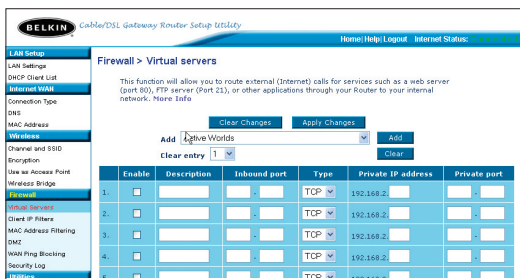 BELKIN Cable/DSL Gateway Router Setup Utility
Home|Help|Logout Internet Status:
LAN Setup
LAN Settings
DHCP Client List
Internet WAN
Connection Type
DNS
MAC Address
Wireless
Channel and SSID
Encryption
Use as Access Point
Wireless Bridge
Firewall
Virtual Servers
Client IP Filters
MAC Address Filtering
DMZ
WAN Ping Blocking
Security Log
Utilities
Firewall > Virtual servers
This function will allow you to route external (Internet) calls for services such as a web server
(port 80), FTP server (Port 21), or other applications through your Router to your internal
network. More Info
Clear Changes Apply Changes
Add Active Worlds Add
Clear entry 1 Clear
Enable Description Inbound port Type Private IP address Private port
1. - TCP 192.168.2. -
2. - TCP 192.168.2. -
3. - TCP 192.168.2. -
4. - TCP 192.168.2. -
5. - TCP 192.168.2. -